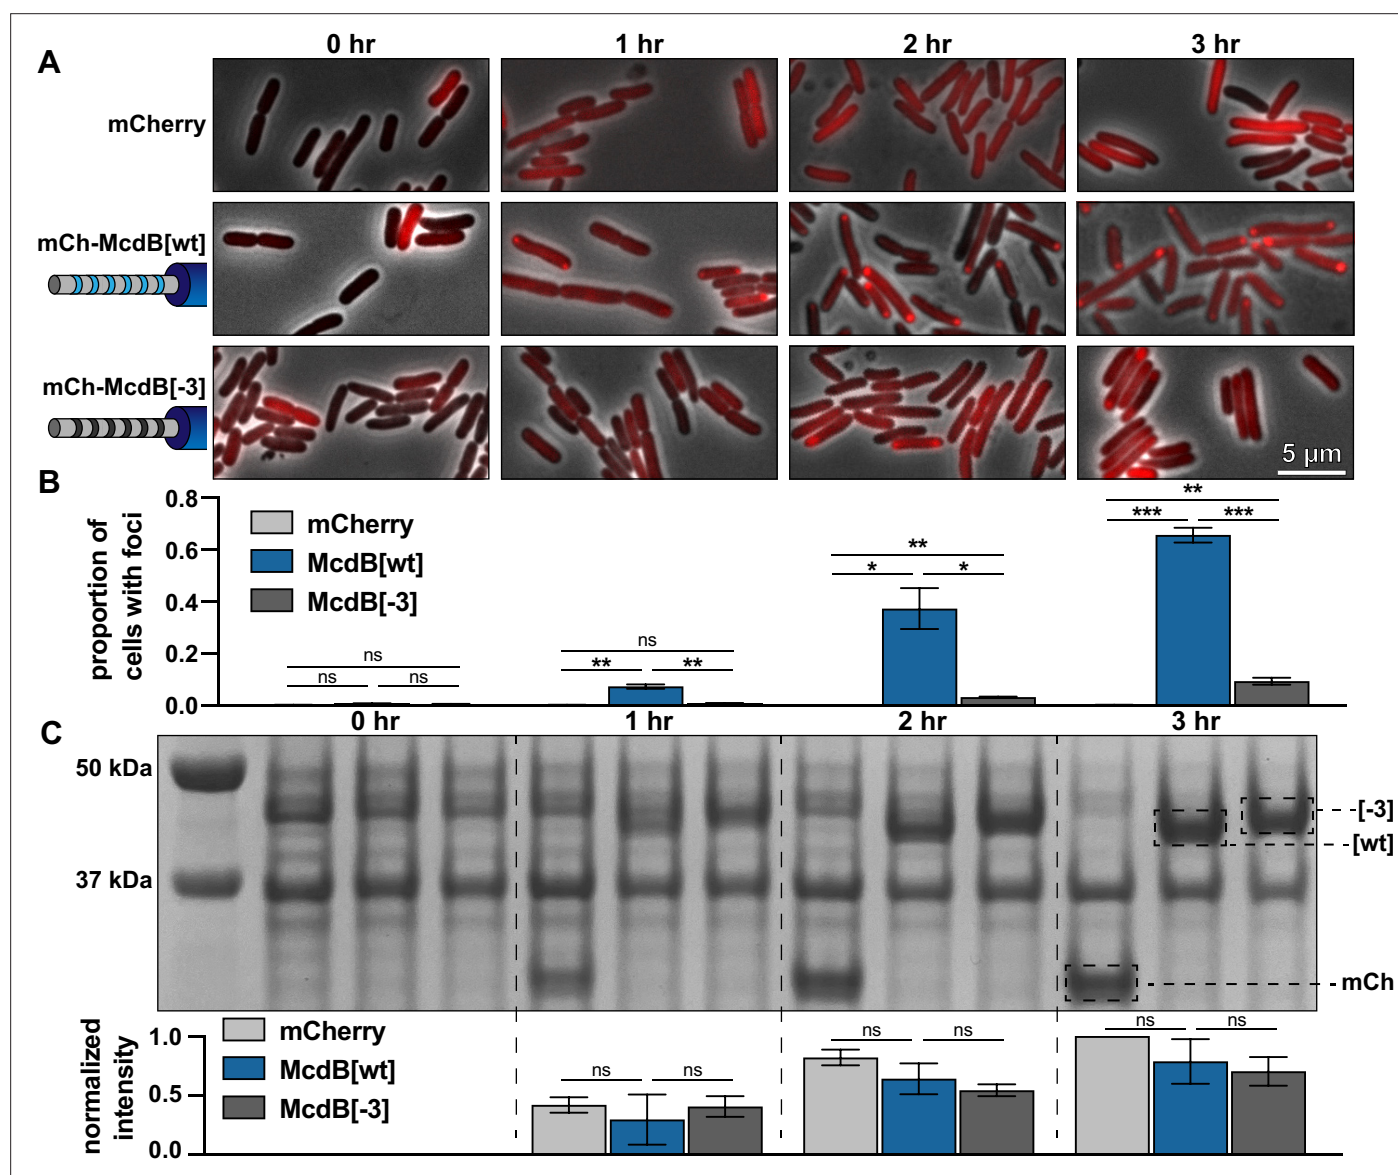 A
0 hr
1 hr
2 hr
3 hr
mCherry
mCh-McdB[wt]
mCh-McdB[-3]
5 µm
B
proportion of
cells with foci
0.8
0.6
0.4
0.2
0.0
mCherry
McdB[wt]
McdB[-3]
ns
ns ns
ns
** **
**
* *
**
*** ***
C
0 hr
1 hr
2 hr
3 hr
50 kDa
37 kDa
[-3]
[wt]
mCh
normalized
intensity
1.0
0.5
0.0
mCherry
McdB[wt]
McdB[-3]
ns ns
ns ns
ns ns